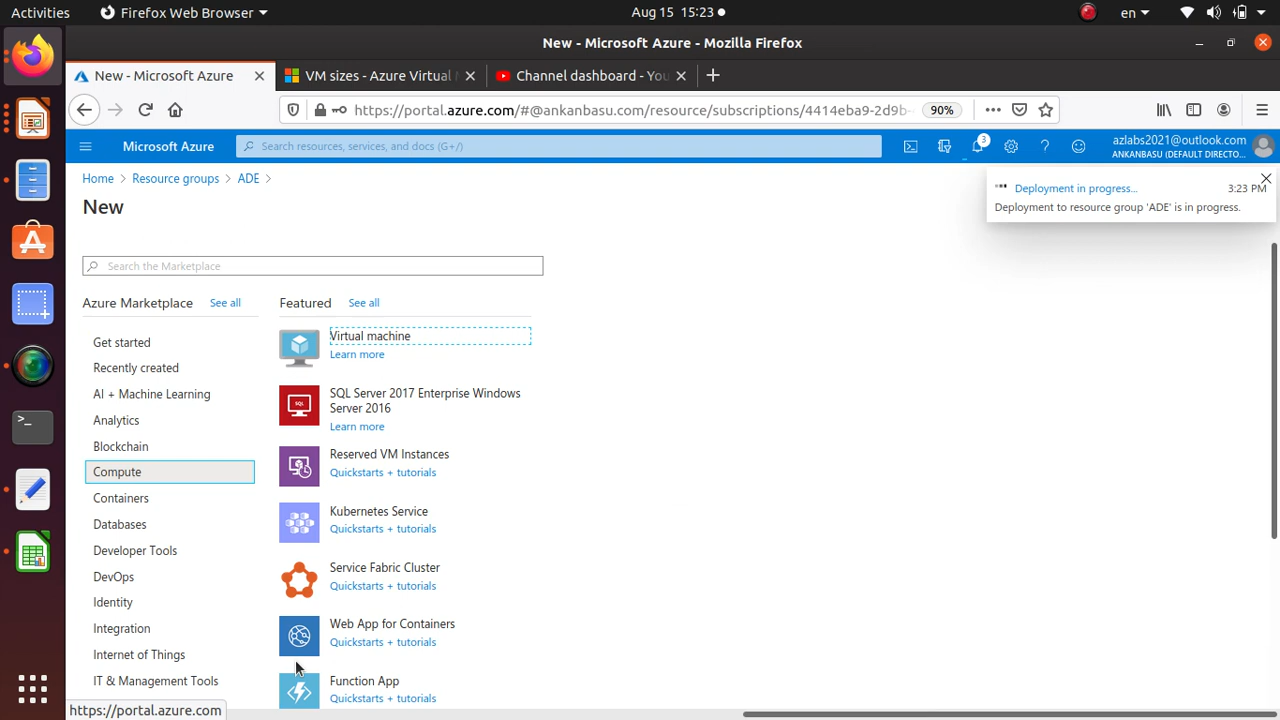 Activities
Firefox Web Browser
Aug 15 15:23
en
New - Microsoft Azure - Mozilla Firefox
New - Microsoft Azure
VM sizes - Azure Virtual
Channel dashboard - You
https://portal.azure.com/#@ankanbasu.com/resource/subscriptions/4414eba9-2d9b-
90%
Microsoft Azure
Search resources, services, and docs (G+/)
3
azlabs2021@outlook.com
ANKANBASU (DEFAULT DIRECTO...
Home > Resource groups > ADE >
New
Deployment in progress...
3:23 PM
Deployment to resource group 'ADE' is in progress.
Search the Marketplace
Azure Marketplace
See all
Featured
See all
Get started
Recently created
AI + Machine Learning
Analytics
Blockchain
Compute
Containers
Databases
Developer Tools
DevOps
Identity
Integration
Internet of Things
IT & Management Tools
Virtual machine
Learn more
SQL
SQL Server 2017 Enterprise Windows
Server 2016
Learn more
Reserved VM Instances
Quickstarts + tutorials
Kubernetes Service
Quickstarts + tutorials
Service Fabric Cluster
Quickstarts + tutorials
Web App for Containers
Quickstarts + tutorials
Function App
Quickstarts + tutorials
https://portal.azure.com